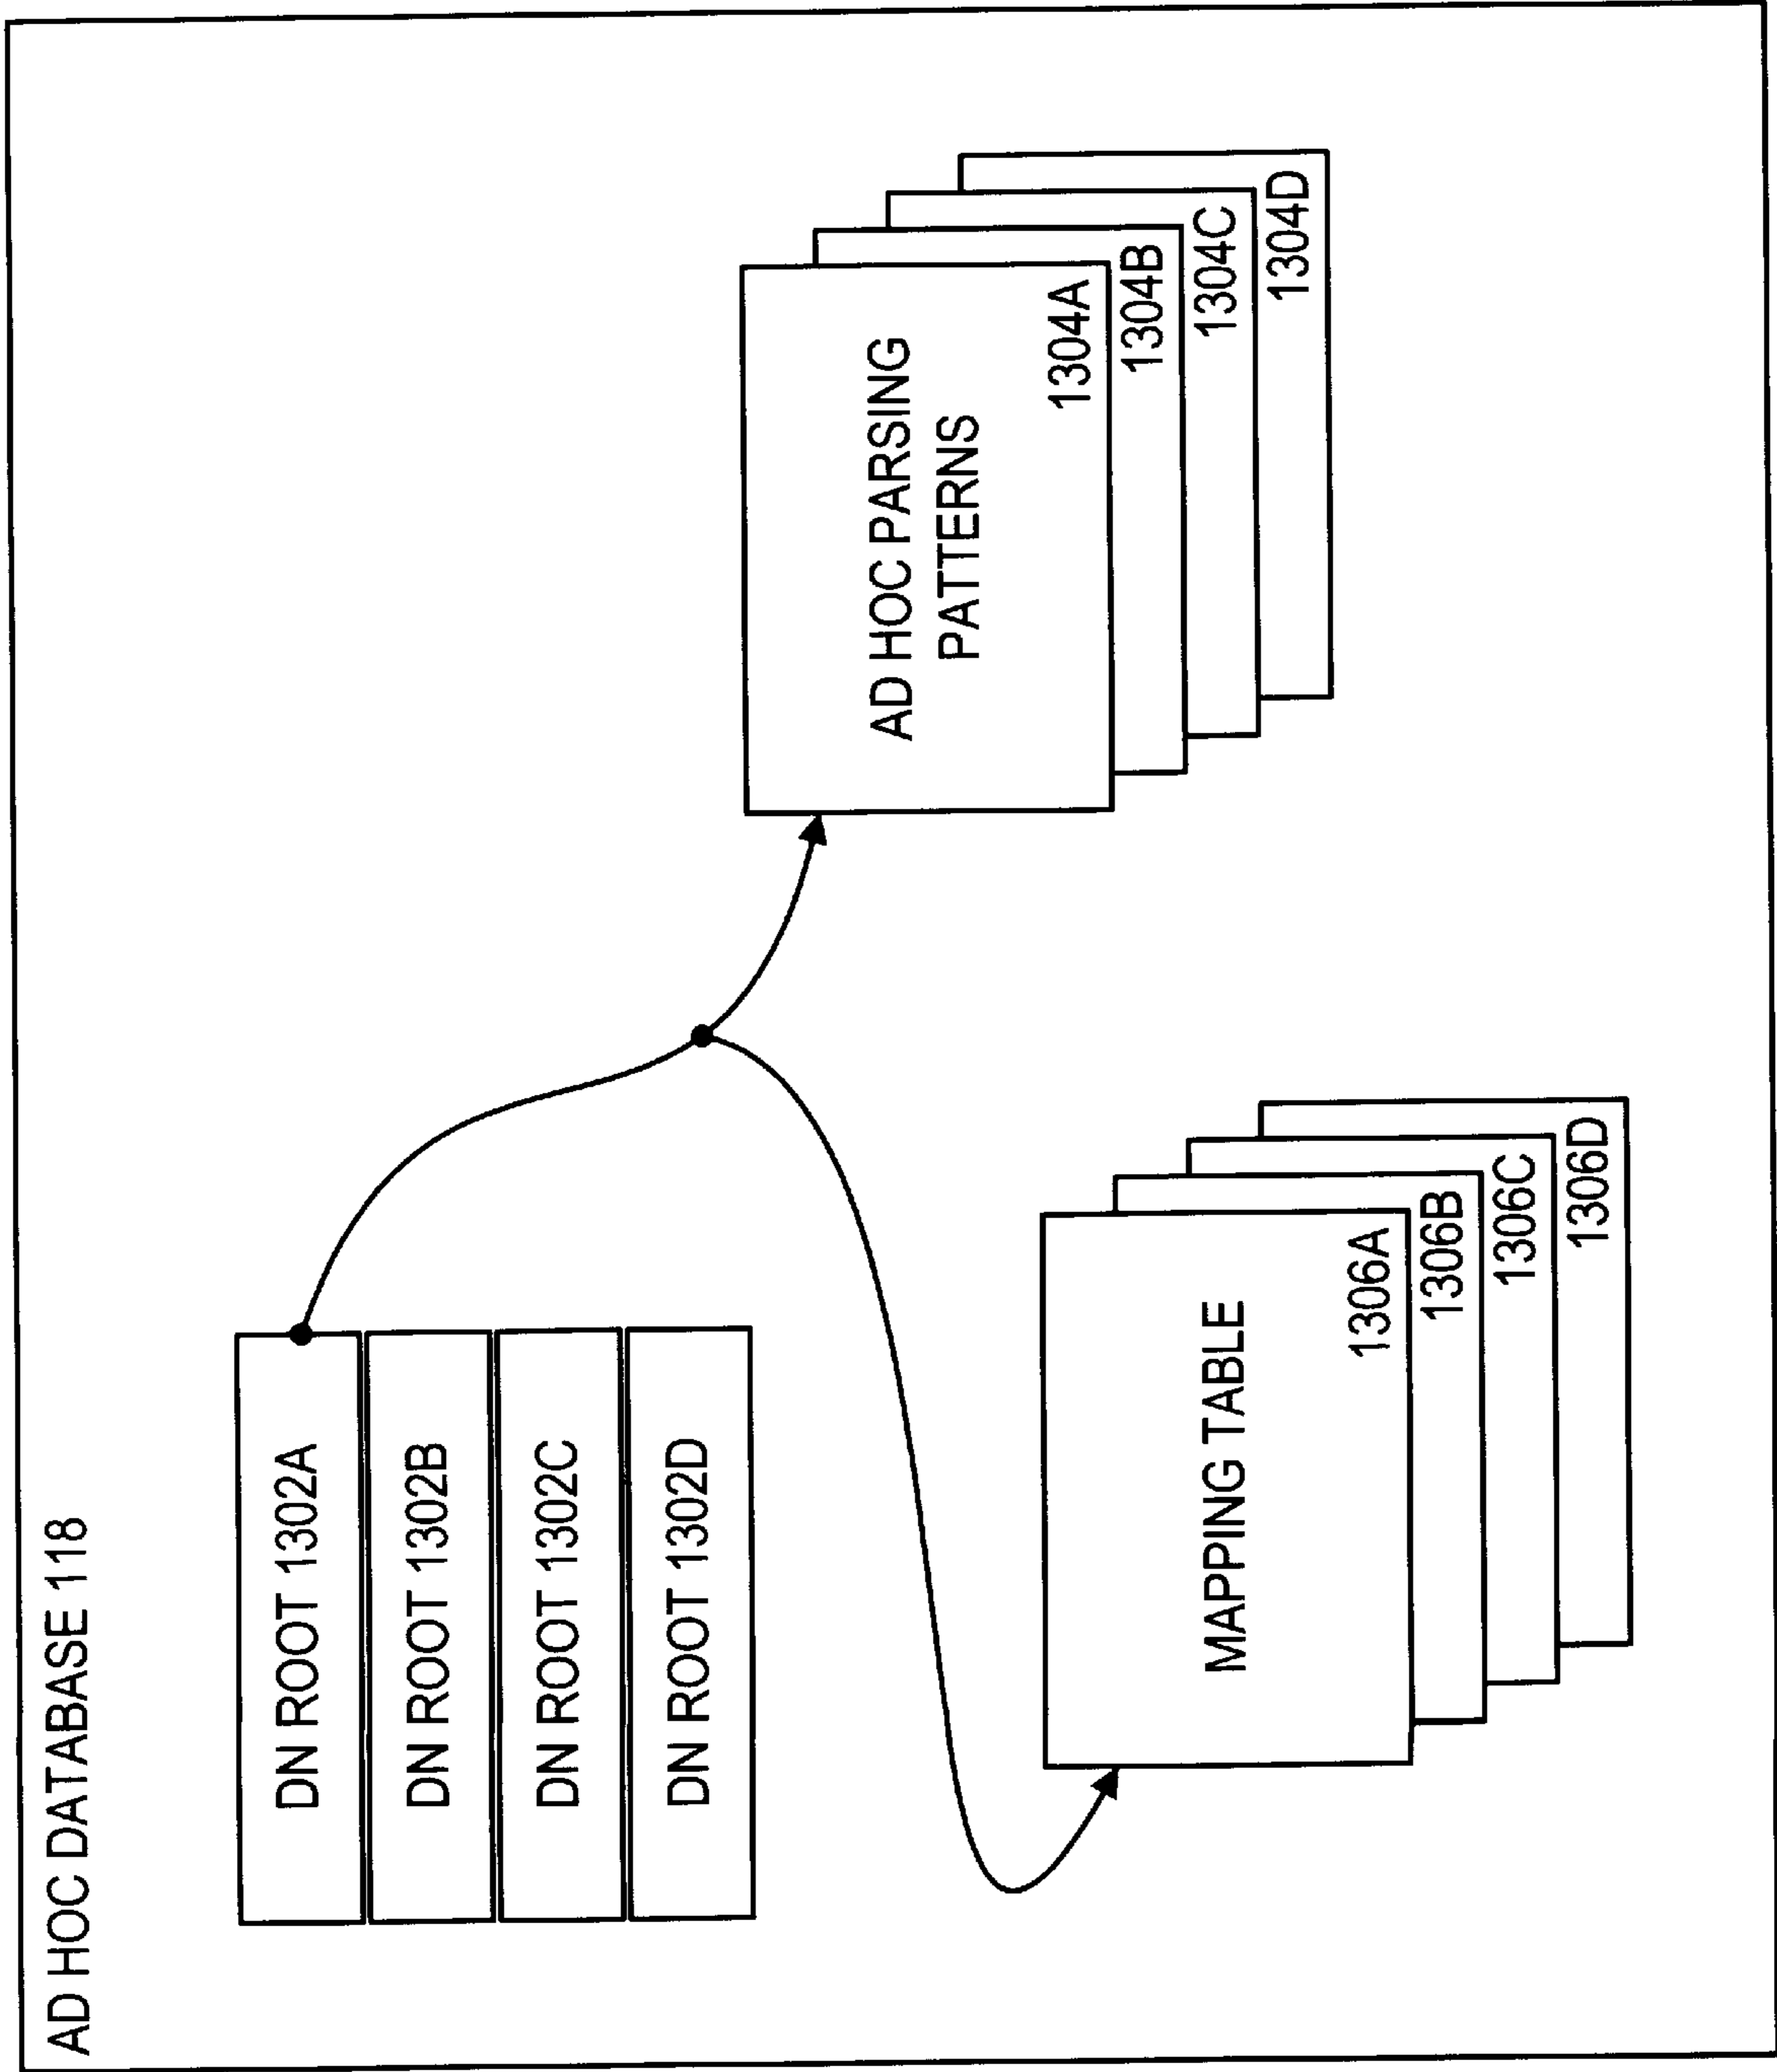 AD HOC DATABASE 118
DN ROOT 1302A
DN ROOT 1302B
DN ROOT 1302C
DN ROOT 1302D
AD HOC PARSING
PATTERNS
1304A
1304B
1304C
1304D
MAPPING TABLE
1306A
1306B
1306C
1306D